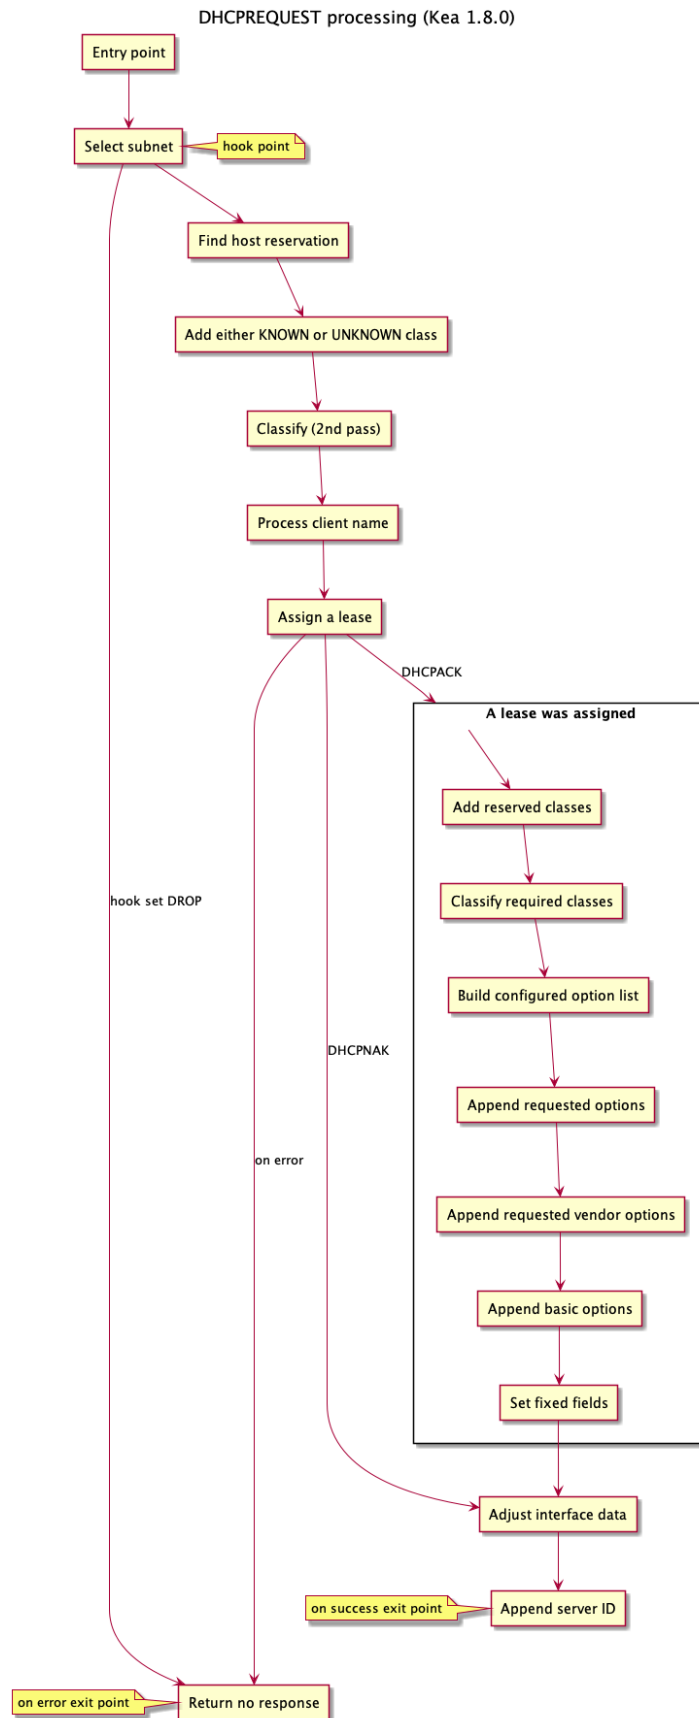 DHCPREQUEST processing (Kea 1.8.0)
Entry point
Select subnet
hook point
Find host reservation
Add either KNOWN or UNKNOWN class
Classify (2nd pass)
Process client name
Assign a lease
DHCPACK
A lease was assigned
Add reserved classes
Classify required classes
hook set DROP
Build configured option list
DHCPNAK
Append requested options
on error
Append requested vendor options
Append basic options
Set fixed fields
Adjust interface data
on success exit point
Append server ID
on error exit point
Return no response